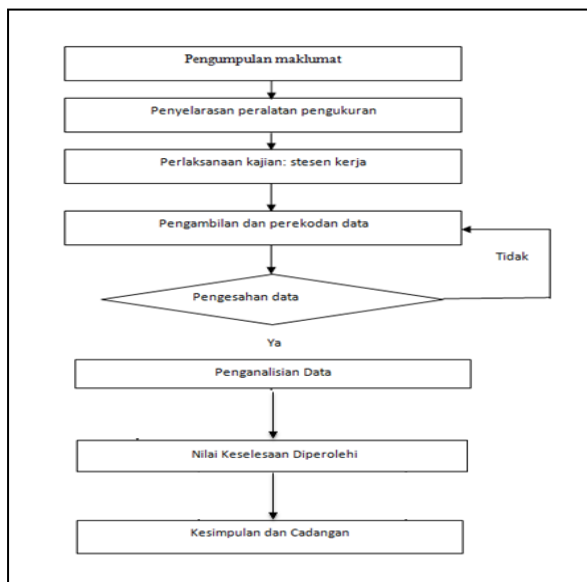 Pengumpulan maklumat
Penyelarasan peralatan pengukuran
Perlaksanaan kajian: stesen kerja
Pengambilan dan perekodan data
Tidak
Pengesahan data
Ya
Penganalisian Data
Nilai Keselesaan Diperolehi
Kesimpulan dan Cadangan